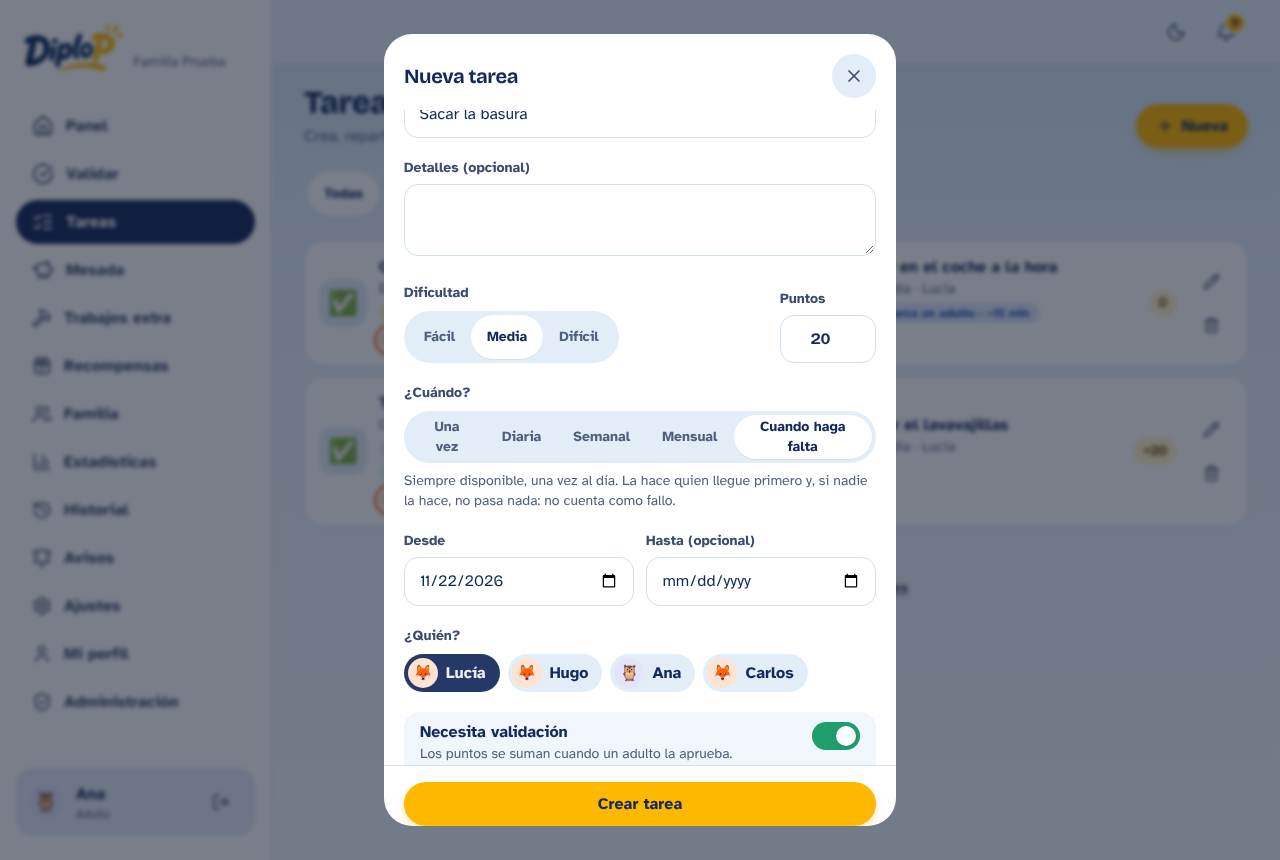 DiploP
Familia Prueba
Panel
Validar
Tareas
Mesada
Trabajos extra
Recompensas
Familia
Estadísticas
Historial
Avisos
Ajustes
Mi perfil
Administración
Ana
Adulto
Nueva
Todas
en el coche a la hora
Lucía
el lavavajillas
Lucía
+20
Nueva tarea
Sacar la basura
Detalles (opcional)
Dificultad
Puntos
Fácil
Media
Difícil
20
¿Cuándo?
Una
vez
Diaria
Semanal
Mensual
Cuando haga
falta
Siempre disponible, una vez al día. La hace quien llegue primero y, si nadie
la hace, no pasa nada: no cuenta como fallo.
Desde
Hasta (opcional)
11/22/2026
mm/dd/yyyy
¿Quién?
Lucía
Hugo
Ana
Carlos
Necesita validación
Los puntos se suman cuando un adulto la aprueba.
Crear tarea